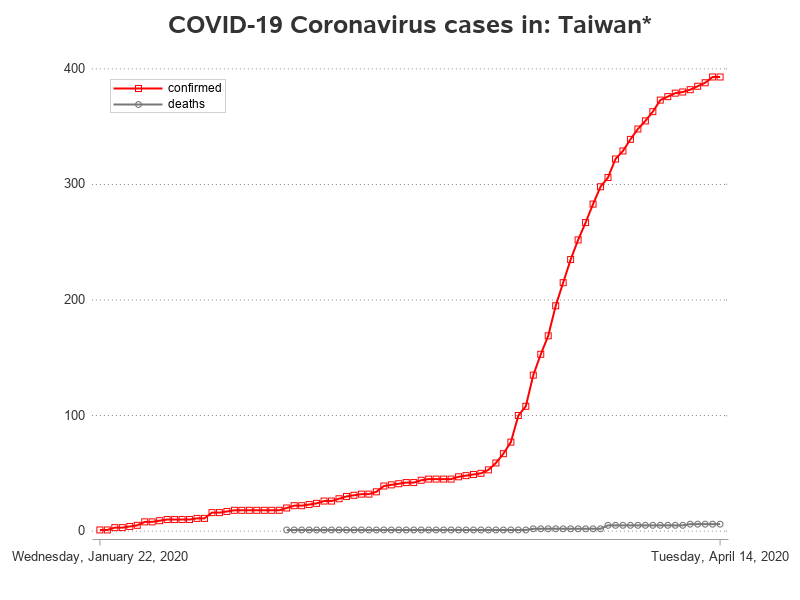 COVID-19 Coronavirus cases in: Taiwan*
400
confirmed
deaths
300
200
100
0
Wednesday, January 22, 2020
Tuesday, April 14, 2020